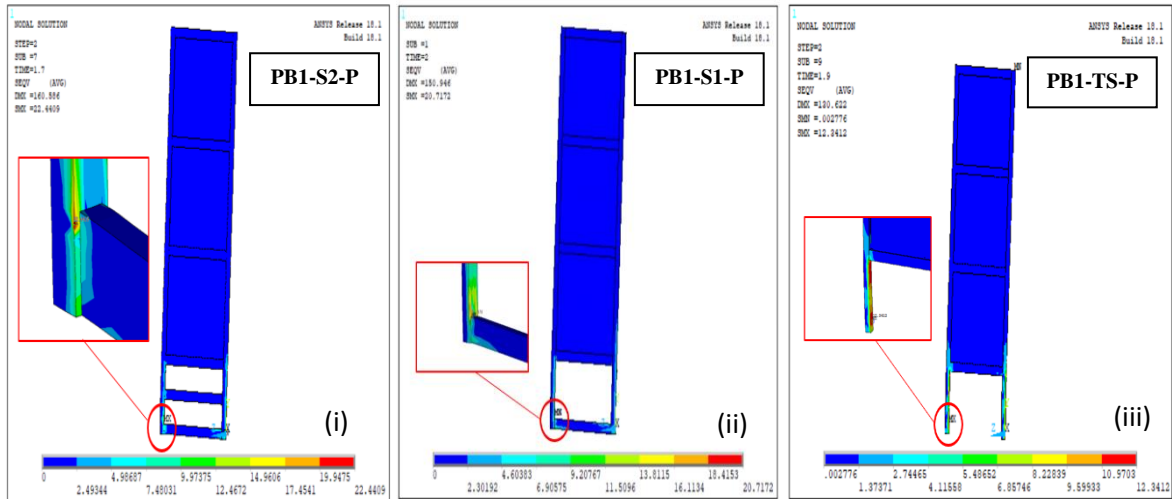 1
NODAL SOLUTION
ANSYS Release 18.1
Build 18.1
STEP=2
SUB =7
TIME=1.7
SEQV (AVG)
DMX =160.586
SMX =22.4409
PB1-S2-P
MX
Z X
(i)
0 4.98687 9.97375 14.9606 19.9475
2.49344 7.48031 12.4672 17.4541 22.4409
1
NODAL SOLUTION
ANSYS Release 18.1
Build 18.1
SUB =1
TIME=2
SEQV (AVG)
DMX =150.946
SMX =20.7172
PB1-S1-P
MX
X
(ii)
0 4.60383 9.20767 13.8115 18.4153
2.30192 6.90575 11.5096 16.1134 20.7172
1
NODAL SOLUTION
ANSYS Release 18.1
Build 18.1
STEP=2
SUB =9
TIME=1.9
SEQV (AVG)
DMX =130.622
SMN =.002776
SMX =12.3412
PB1-TS-P
MN
MX
Z X
(iii)
.002776 2.74465 5.48652 8.22839 10.9703
1.37371 4.11558 6.85746 9.59933 12.3412